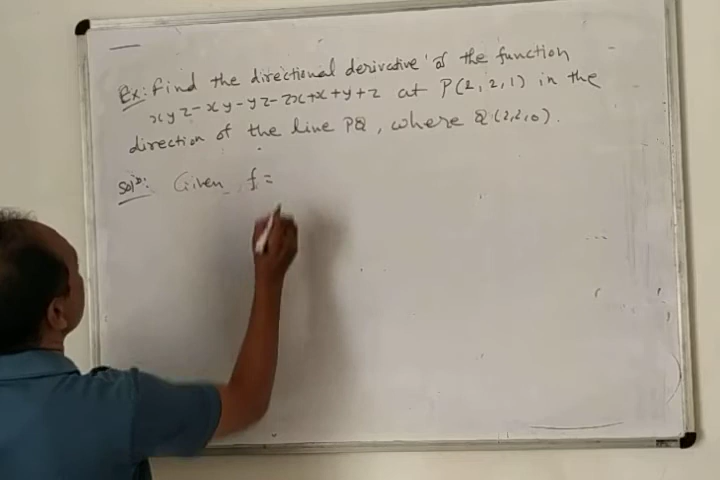 Ex: Find the directional derivative of the function
xyz-xy-yz-zx+x+y+z at P(2,2,1) in the
direction of the line PQ, where Q(2,2,0).
Solⁿ: Given, f=